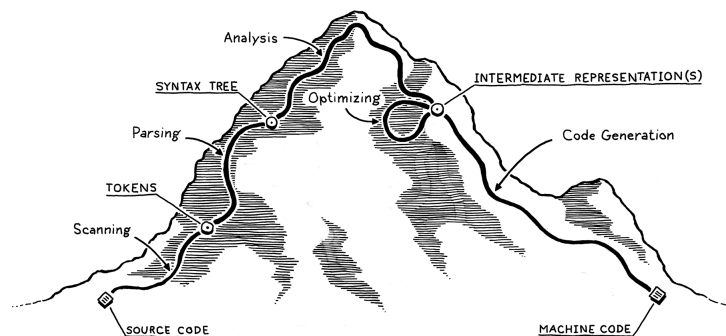 Analysis
INTERMEDIATE REPRESENTATION(S)
SYNTAX TREE
Optimizing
Parsing
Code Generation
TOKENS
Scanning
SOURCE CODE
MACHINE CODE